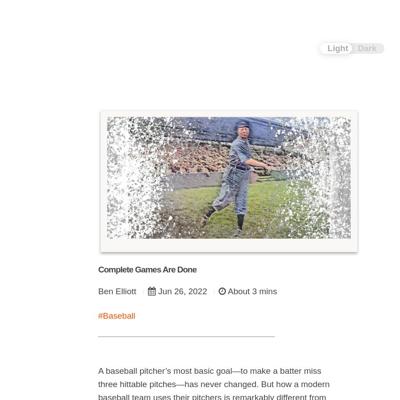 Light Dark
Complete Games Are Done
Ben Elliott Jun 26, 2022 About 3 mins
#Baseball
A baseball pitcher’s most basic goal—to make a batter miss
three hittable pitches—has never changed. But how a modern
baseball team uses their pitchers is remarkably different from